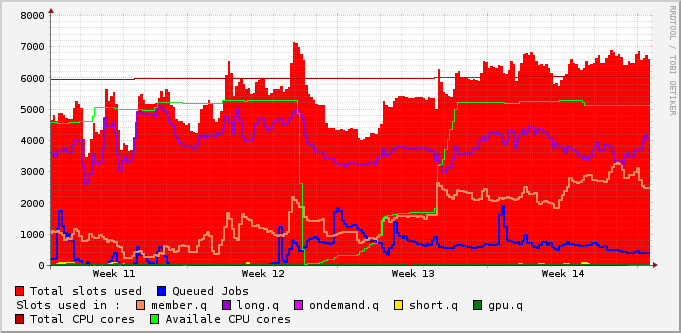 8000
7000
6000
5000
4000
3000
2000
1000
0
Week 11 Week 12 Week 13 Week 14
RRDTOOL / TOBI OETIKER
Total slots used Queued Jobs
Slots used in : member.q long.q ondemand.q short.q gpu.q
Total CPU cores Availale CPU cores